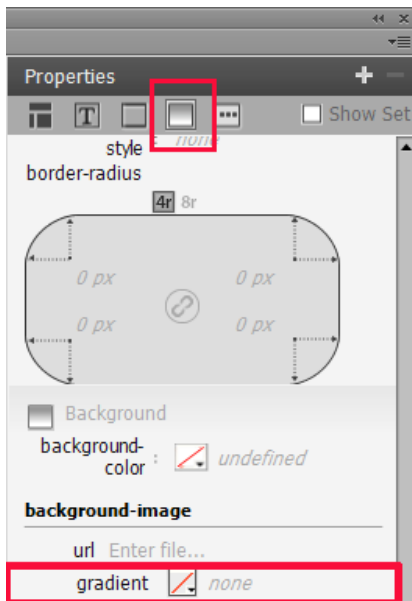 Properties
T Show Set
style : none
border-radius
4r 8r
0 px 0 px
0 px 0 px
Background
background-
color : undefined
background-image
url Enter file...
gradient none